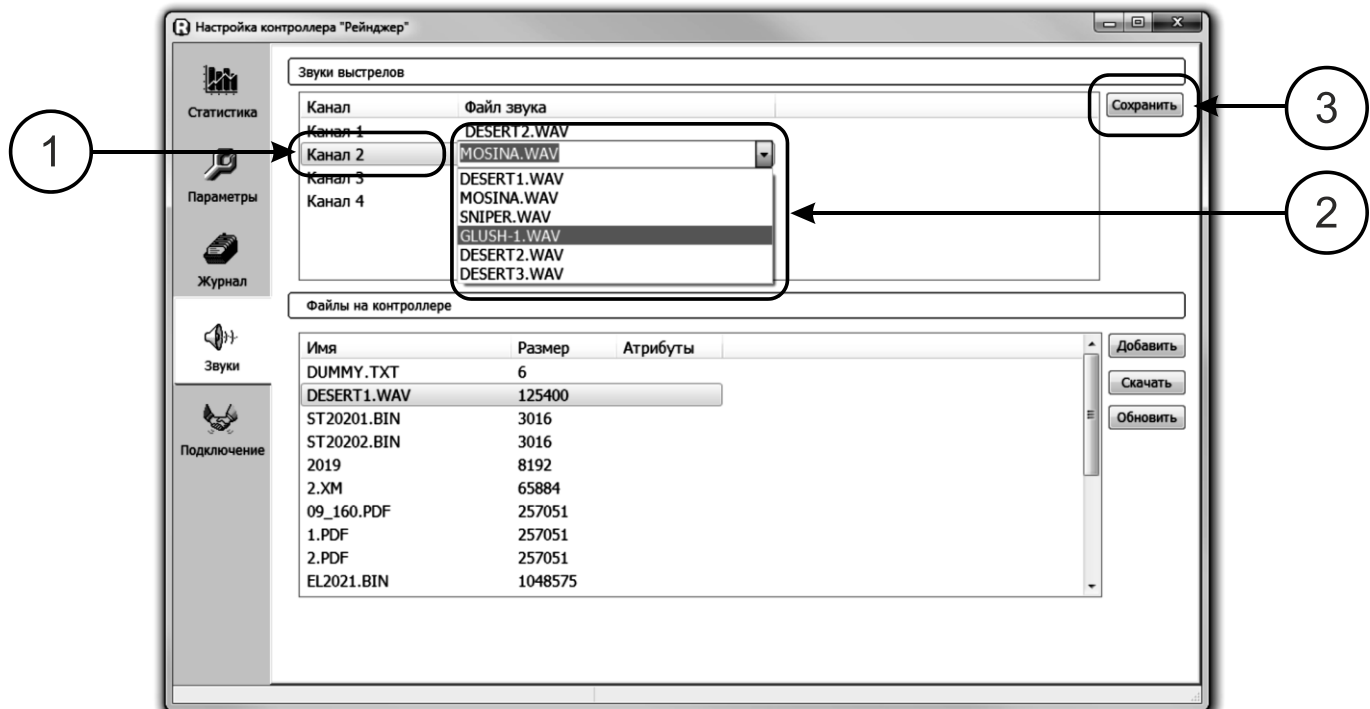 Настройка контроллера "Рейнджер"
Статистика
Параметры
Журнал
Звуки
Подключение
Звуки выстрелов
Канал Файл звука
Сохранить
Канал 1 DESERT2.WAV
Канал 2 MOSINA.WAV
Канал 3
Канал 4
DESERT1.WAV
MOSINA.WAV
SNIPER.WAV
GLUSH-1.WAV
DESERT2.WAV
DESERT3.WAV
1
2
3
Файлы на контроллере
Имя Размер Атрибуты
DUMMY.TXT 6
DESERT1.WAV 125400
ST20201.BIN 3016
ST20202.BIN 3016
2019 8192
2.XM 65884
09_160.PDF 257051
1.PDF 257051
2.PDF 257051
EL2021.BIN 1048575
Добавить
Скачать
Обновить